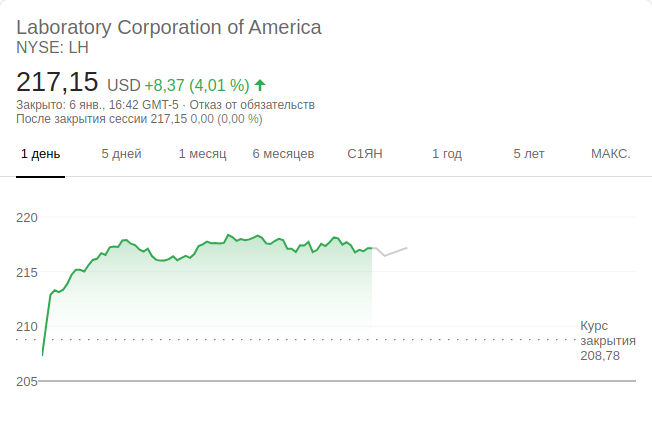 Laboratory Corporation of America
NYSE: LH
217,15 USD +8,37 (4,01 %)
Закрыто: 6 янв., 16:42 GMT-5 · Отказ от обязательств
После закрытия сессии 217,15 0,00 (0,00 %)
1 день 5 дней 1 месяц 6 месяцев С1ЯН 1 год 5 лет МАКС.
220
215
210
Курс
закрытия
208,78
205